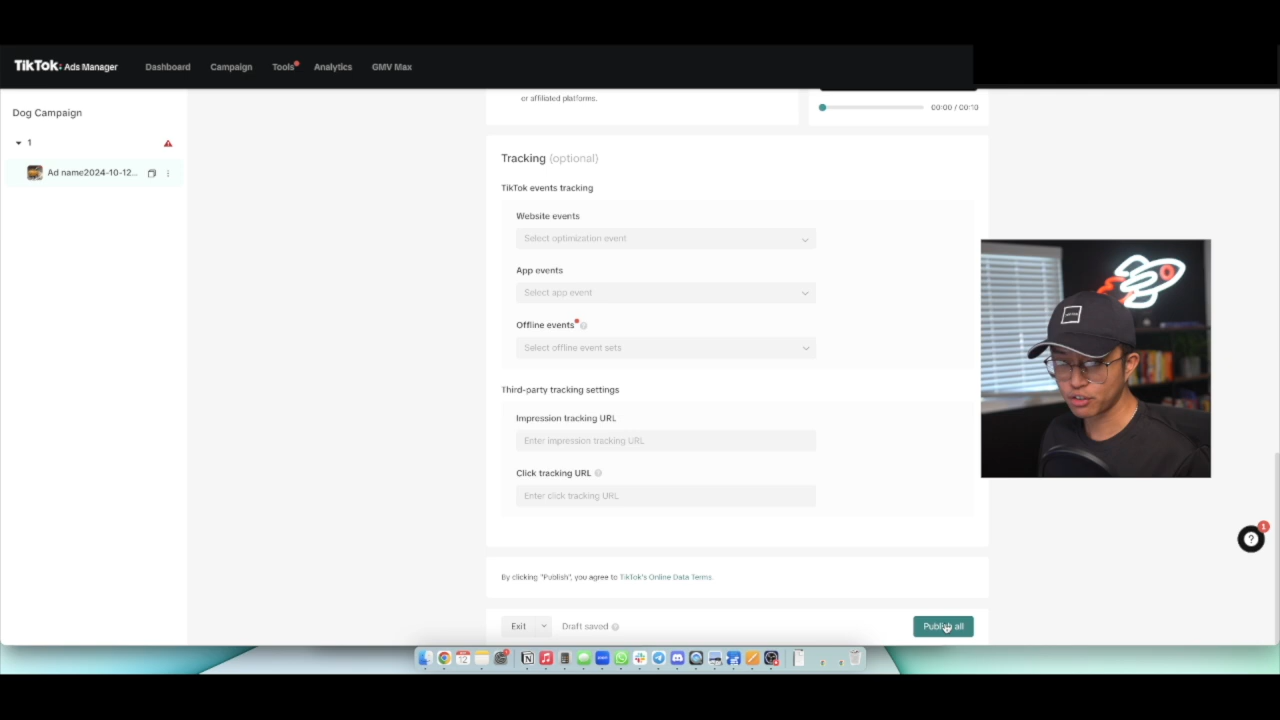 TikTok: Ads Manager
Dashboard
Campaign
Tools
Analytics
GMV Max
Dog Campaign
1
Ad name2024-10-12...
or affiliated platforms.
00:00 / 00:10
Tracking (optional)
TikTok events tracking
Website events
Select optimization event
App events
Select app event
Offline events
Select offline event sets
Third-party tracking settings
Impression tracking URL
Enter impression tracking URL
Click tracking URL
Enter click tracking URL
By clicking "Publish", you agree to TikTok's Online Data Terms.
Exit
Draft saved
Publish all
1
12